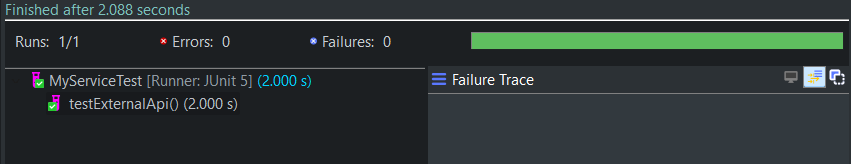 Finished after 2.088 seconds
Runs: 1/1 Errors: 0 Failures: 0
MyServiceTest [Runner: JUnit 5] (2.000 s)
testExternalApi() (2.000 s)
Failure Trace